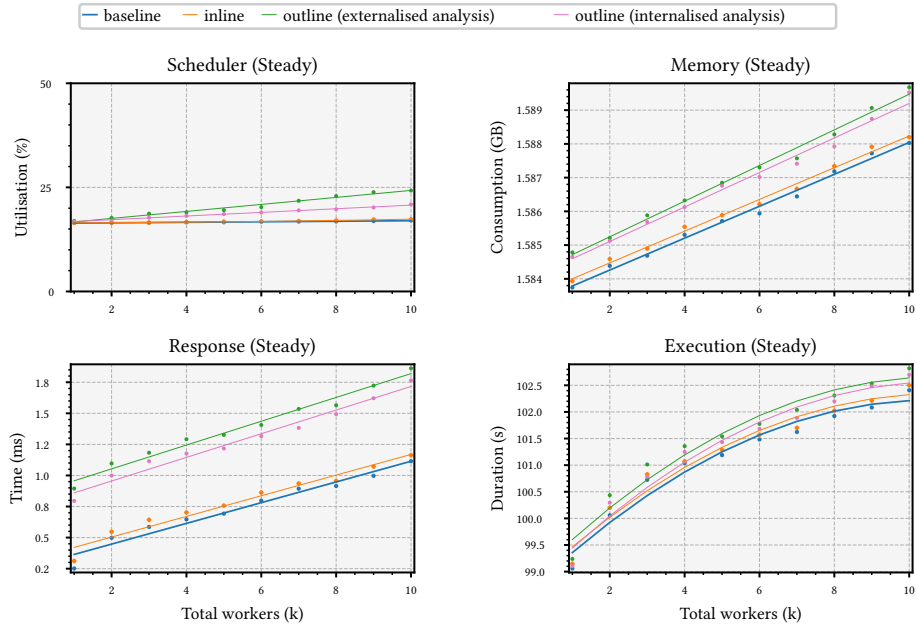 baseline inline outline (externalised analysis) outline (internalised analysis)
Scheduler (Steady)
Utilisation (%)
50
25
0
2 4 6 8 10
Memory (Steady)
Consumption (GB)
1.589
1.588
1.587
1.586
1.585
1.584
2 4 6 8 10
Response (Steady)
Time (ms)
1.8
1.5
1.2
1.0
0.8
0.5
0.2
2 4 6 8 10
Total workers (k)
Execution (Steady)
Duration (s)
102.5
102.0
101.5
101.0
100.5
100.0
99.5
99.0
2 4 6 8 10
Total workers (k)